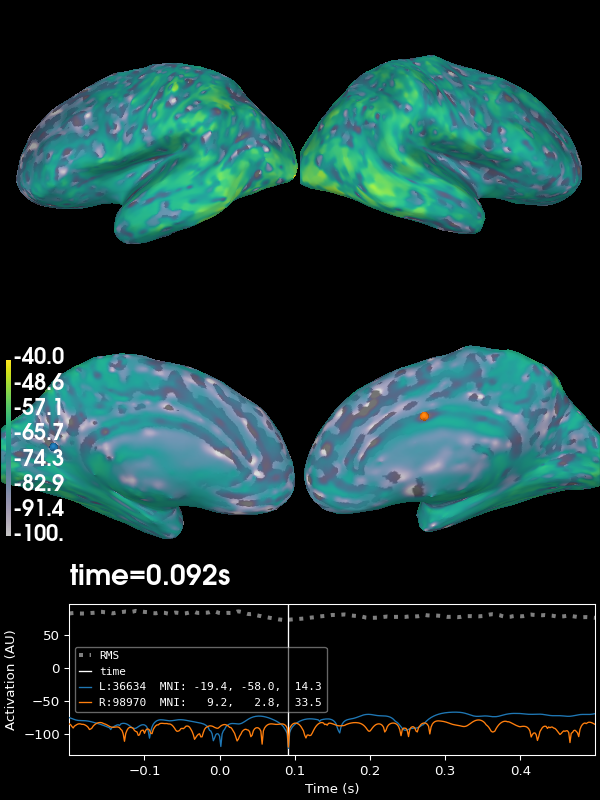 -40.0
-48.6
-57.1
-65.7
-74.3
-82.9
-91.4
-100.
time=0.092s
Activation (AU)
50
0
−50
−100
RMS
time
L:36634 MNI: -19.4, -58.0, 14.3
R:98970 MNI: 9.2, 2.8, 33.5
−0.1 0.0 0.1 0.2 0.3 0.4
Time (s)